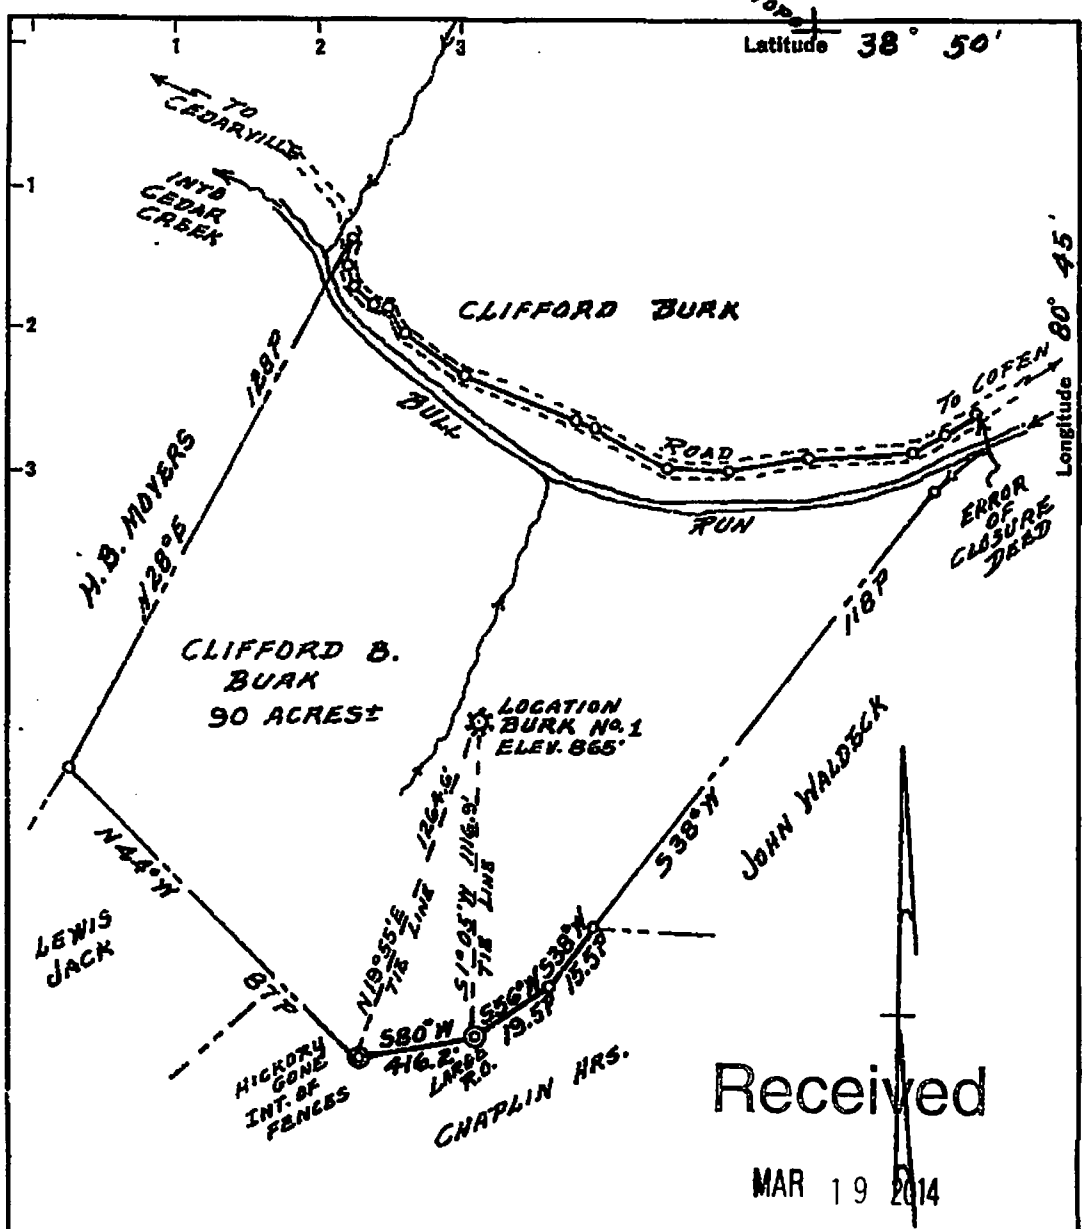 TOPO
Latitude 38° 50'
1 2 3
1
2
3
TO
CEDARVILLE
INTO
CEDAR
CREEK
Longitude 80° 45'
CLIFFORD BURK
TO COFEN
ROAD
BULL
RUN
ERROR
OF
CLOSURE
DEED
128P
N28°E
H.B. MOYERS
118P
S38°W
JOHN WALDECK
CLIFFORD B.
BURK
90 ACRES±
LOCATION
BURK NO. 1
ELEV. 865'
N44°W
87P
LEWIS
JACK
N19°55'E 1264.6'
TIE LINE
S1°05'W 1116.9'
TIE LINE
S80°W
416.2'
S56°W
19.5P
S38°W
15.5P
LARGE
R.O.
HICKORY
GONE
INT. OF
FENCES
CHAPLIN HRS.
Received
MAR 19 2014